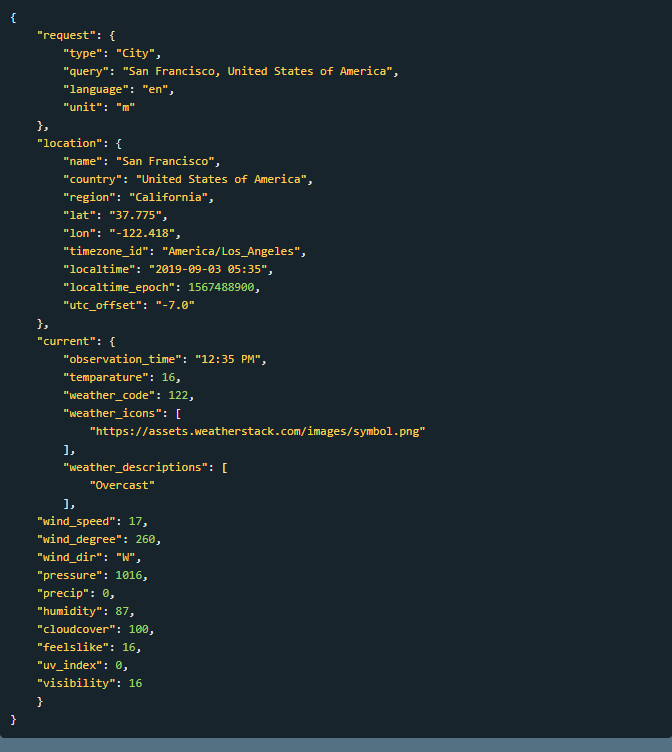 {
    "request": {
        "type": "City",
        "query": "San Francisco, United States of America",
        "language": "en",
        "unit": "m"
    },
    "location": {
        "name": "San Francisco",
        "country": "United States of America",
        "region": "California",
        "lat": "37.775",
        "lon": "-122.418",
        "timezone_id": "America/Los_Angeles",
        "localtime": "2019-09-03 05:35",
        "localtime_epoch": 1567488900,
        "utc_offset": "-7.0"
    },
    "current": {
        "observation_time": "12:35 PM",
        "temparature": 16,
        "weather_code": 122,
        "weather_icons": [
            "https://assets.weatherstack.com/images/symbol.png"
        ],
        "weather_descriptions": [
            "Overcast"
        ],
    "wind_speed": 17,
    "wind_degree": 260,
    "wind_dir": "W",
    "pressure": 1016,
    "precip": 0,
    "humidity": 87,
    "cloudcover": 100,
    "feelslike": 16,
    "uv_index": 0,
    "visibility": 16
    }
}